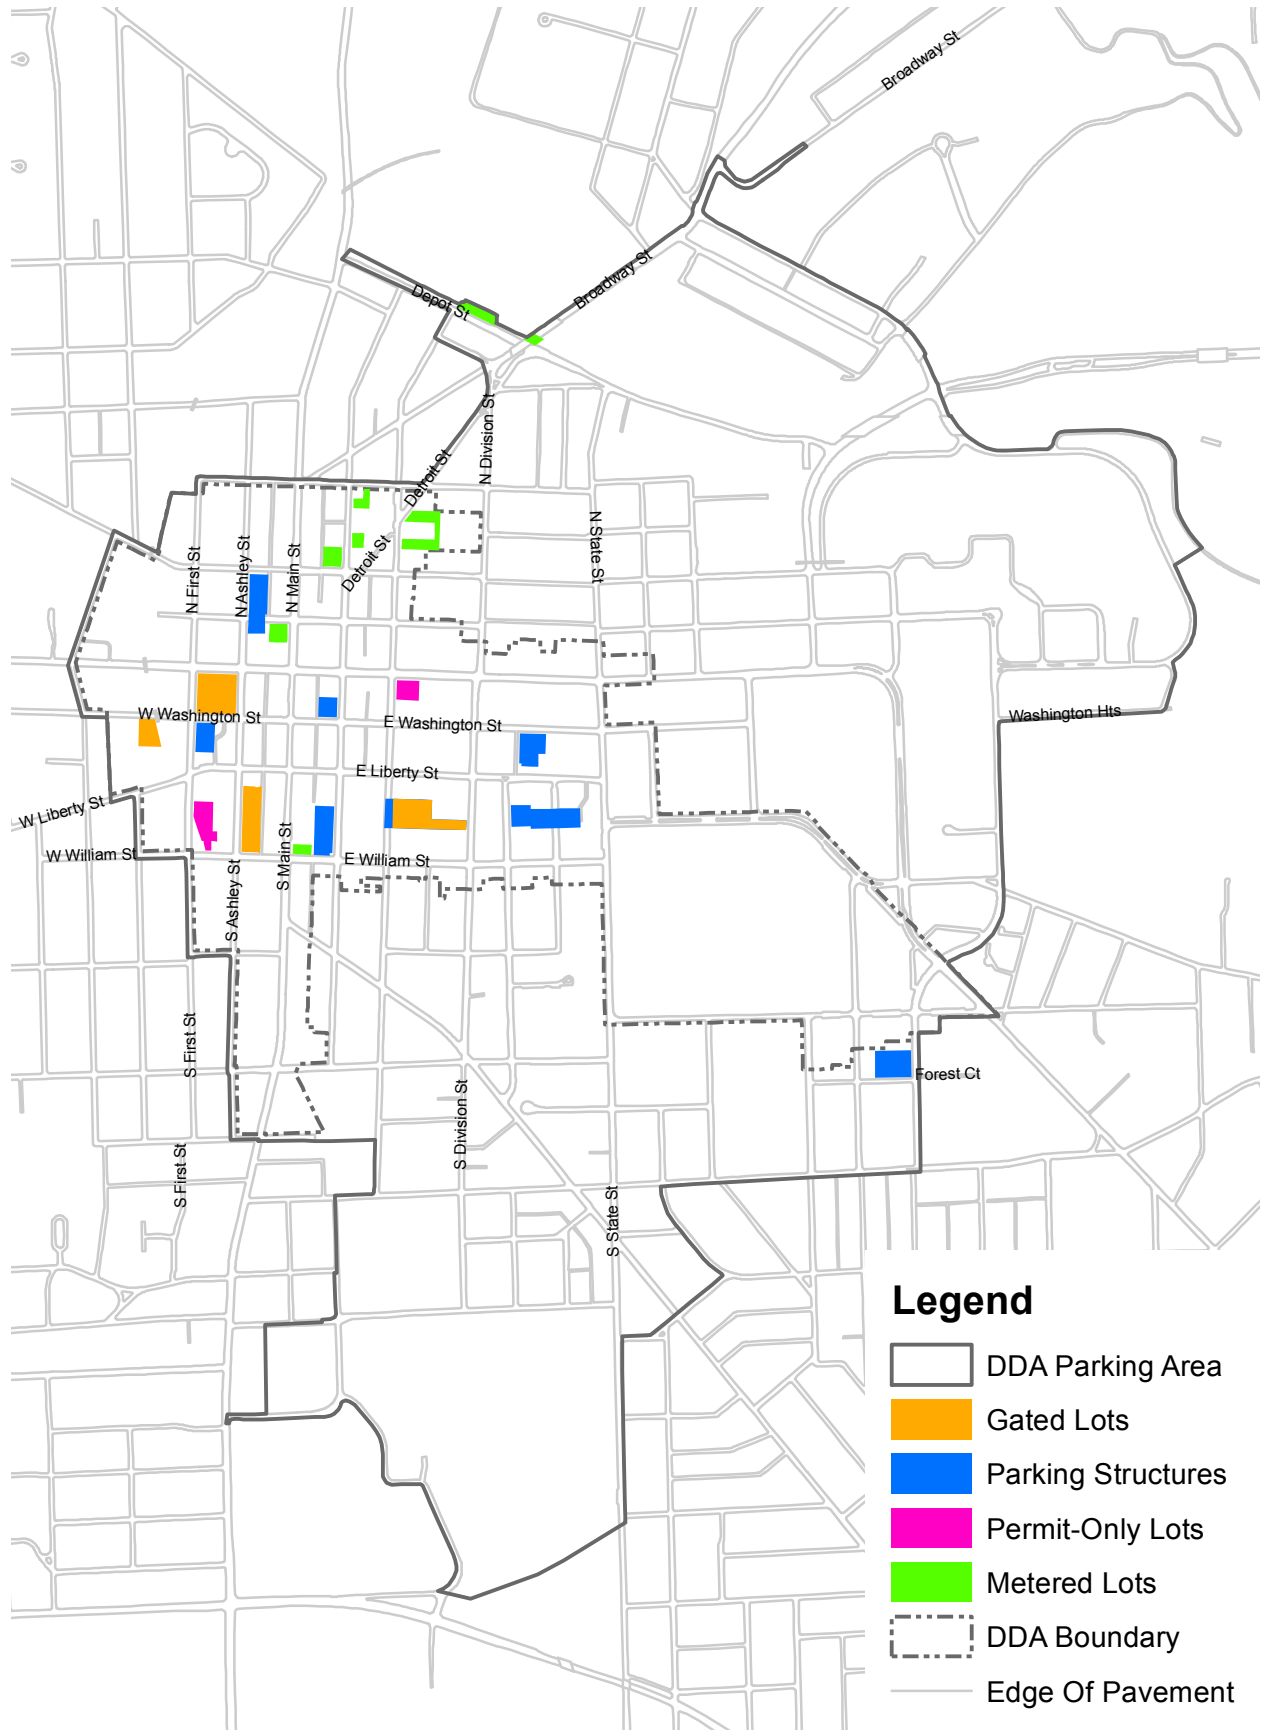 Broadway St
Broadway St
Depot St
N Division St
Detroit St
N State St
Detroit St
N First St
N Ashley St
N Main St
W Washington St
E Washington St
Washington Hts
E Liberty St
W Liberty St
W William St
S Main St
E William St
S Ashley St
S First St
Forest Ct
S Division St
S First St
S State St
Legend
DDA Parking Area
Gated Lots
Parking Structures
Permit-Only Lots
Metered Lots
DDA Boundary
Edge Of Pavement